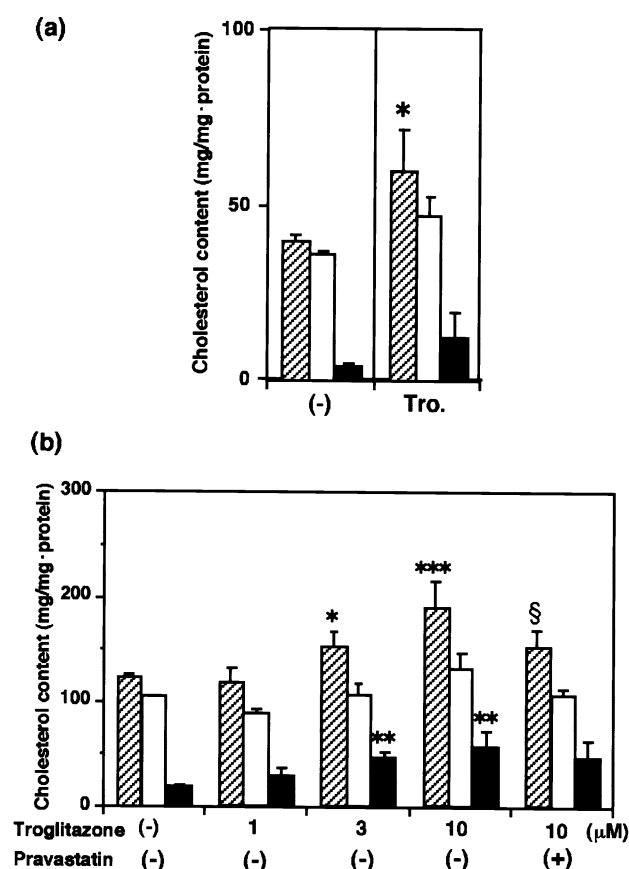 (a)
Cholesterol content (mg/mg·protein)
100
50
0
*
(-)
Tro.
(b)
Cholesterol content (mg/mg·protein)
300
200
100
0
*
**
***
**
§
Troglitazone (-) 1 3 10 10 (μM)
Pravastatin (-) (-) (-) (-) (+)